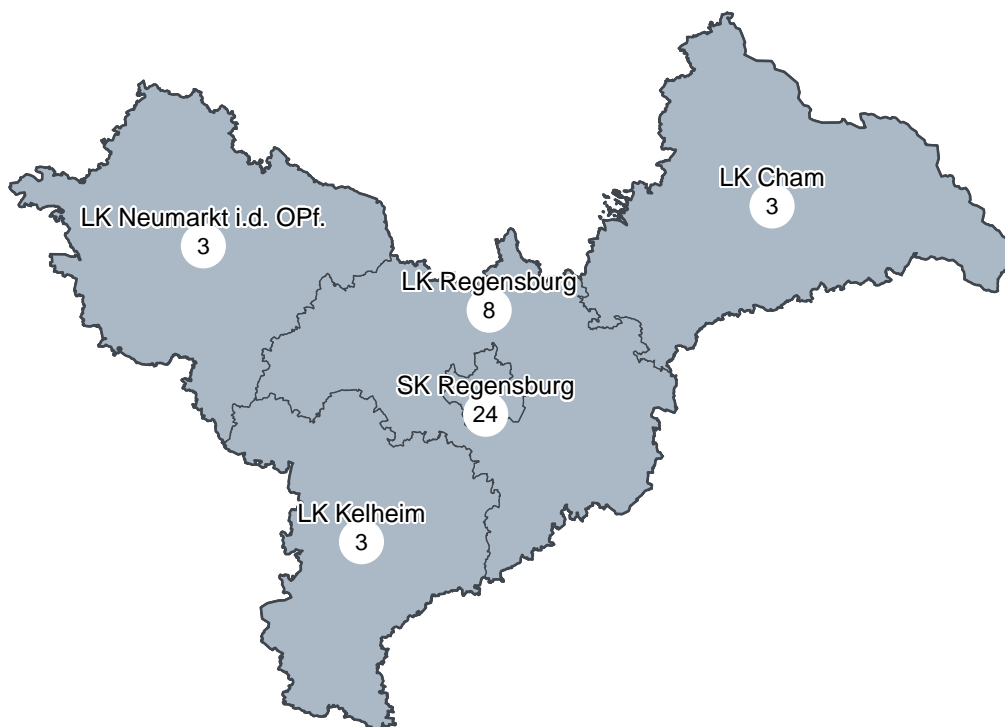 LK Cham
3
LK Neumarkt i.d. OPf.
3
LK Regensburg
8
SK Regensburg
24
LK Kelheim
3